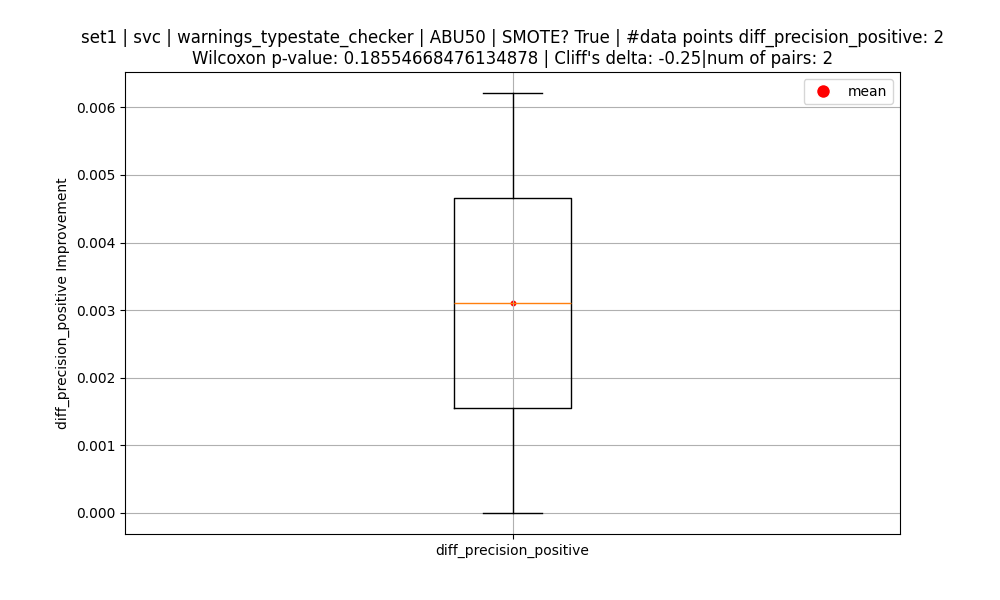 set1 | svc | warnings_typestate_checker | ABU50 | SMOTE? True | #data points diff_precision_positive: 2
Wilcoxon p-value: 0.18554668476134878 | Cliff's delta: -0.25|num of pairs: 2
mean
0.006
0.005
0.004
0.003
0.002
0.001
0.000
diff_precision_positive Improvement
diff_precision_positive